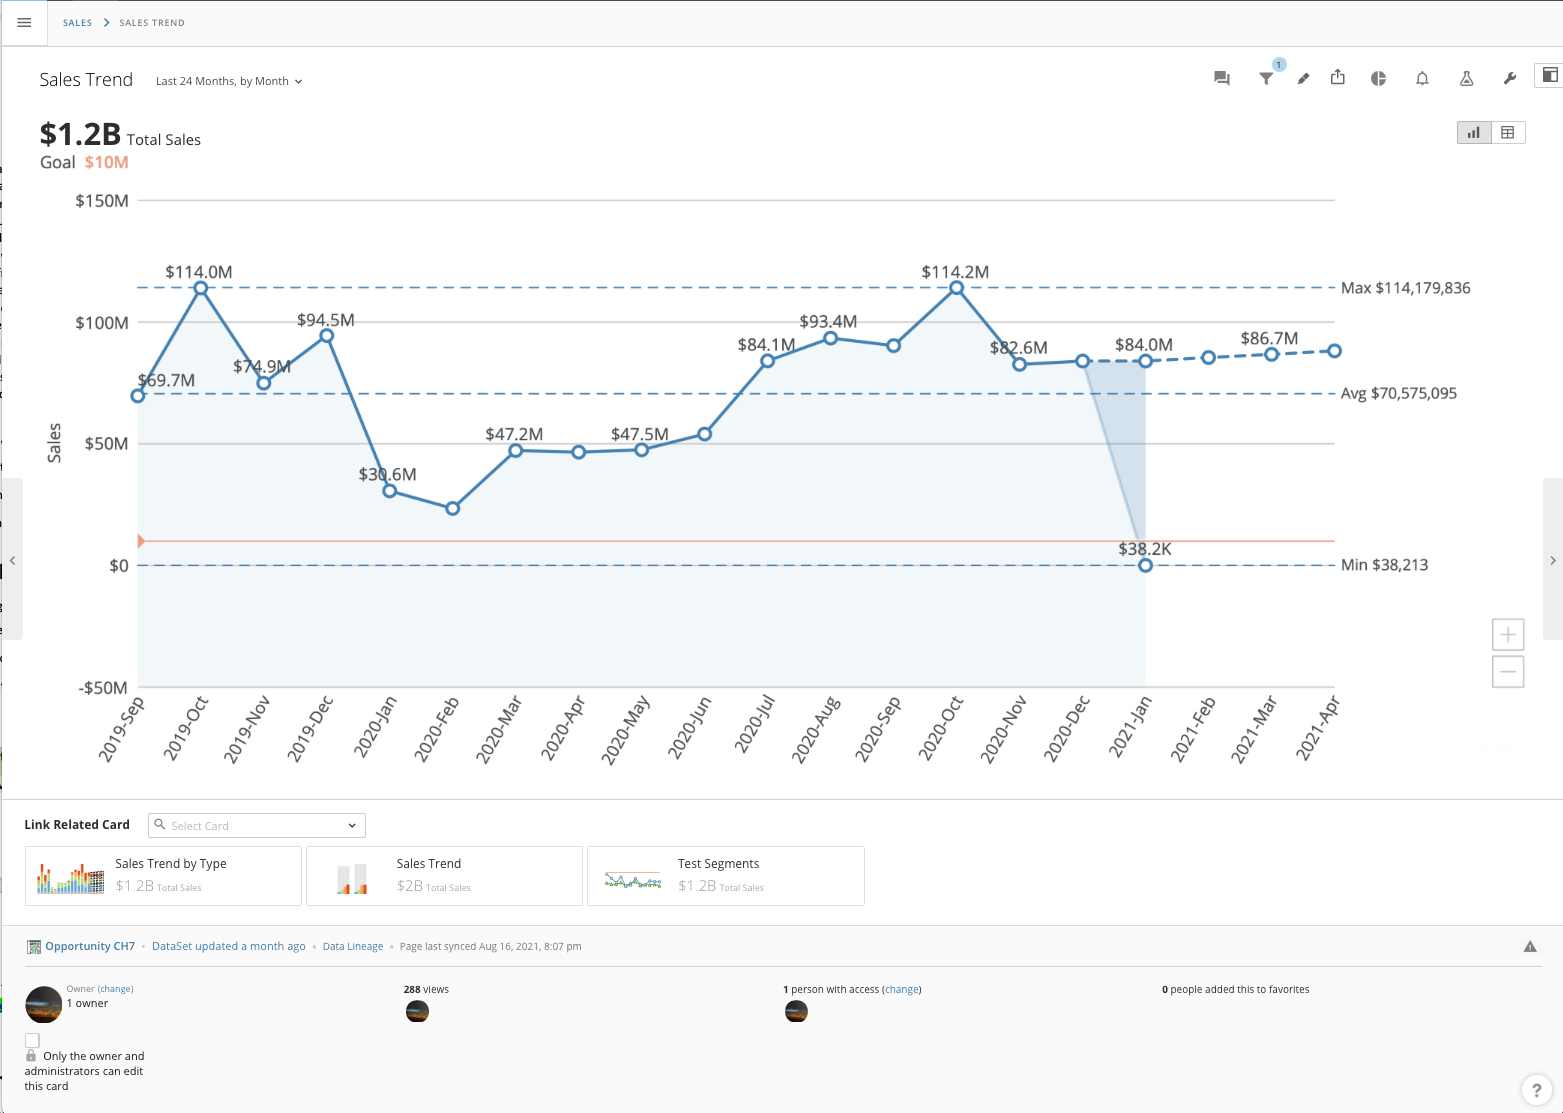 SALES > SALES TREND
Sales Trend Last 24 Months, by Month
1
$1.2B Total Sales
Goal $10M
$150M
$114.0M $114.2M
Max $114,179,836
$100M
$94.5M $93.4M
$74.9M $84.1M $82.6M $84.0M $86.7M
$69.7M
Avg $70,575,095
Sales
$50M
$47.2M $47.5M
$30.6M
$38.2K
$0
Min $38,213
-$50M
2019-Sep 2019-Oct 2019-Nov 2019-Dec 2020-Jan 2020-Feb 2020-Mar 2020-Apr 2020-May 2020-Jun 2020-Jul 2020-Aug 2020-Sep 2020-Oct 2020-Nov 2020-Dec 2021-Jan 2021-Feb 2021-Mar 2021-Apr
Link Related Card Select Card
Sales Trend by Type
$1.2B Total Sales
Sales Trend
$2B Total Sales
Test Segments
$1.2B Total Sales
Opportunity CH7 • DataSet updated a month ago • Data Lineage • Page last synced Aug 16, 2021, 8:07 pm
Owner (change)
1 owner
288 views
1 person with access (change)
0 people added this to favorites
Only the owner and
administrators can edit
this card
?